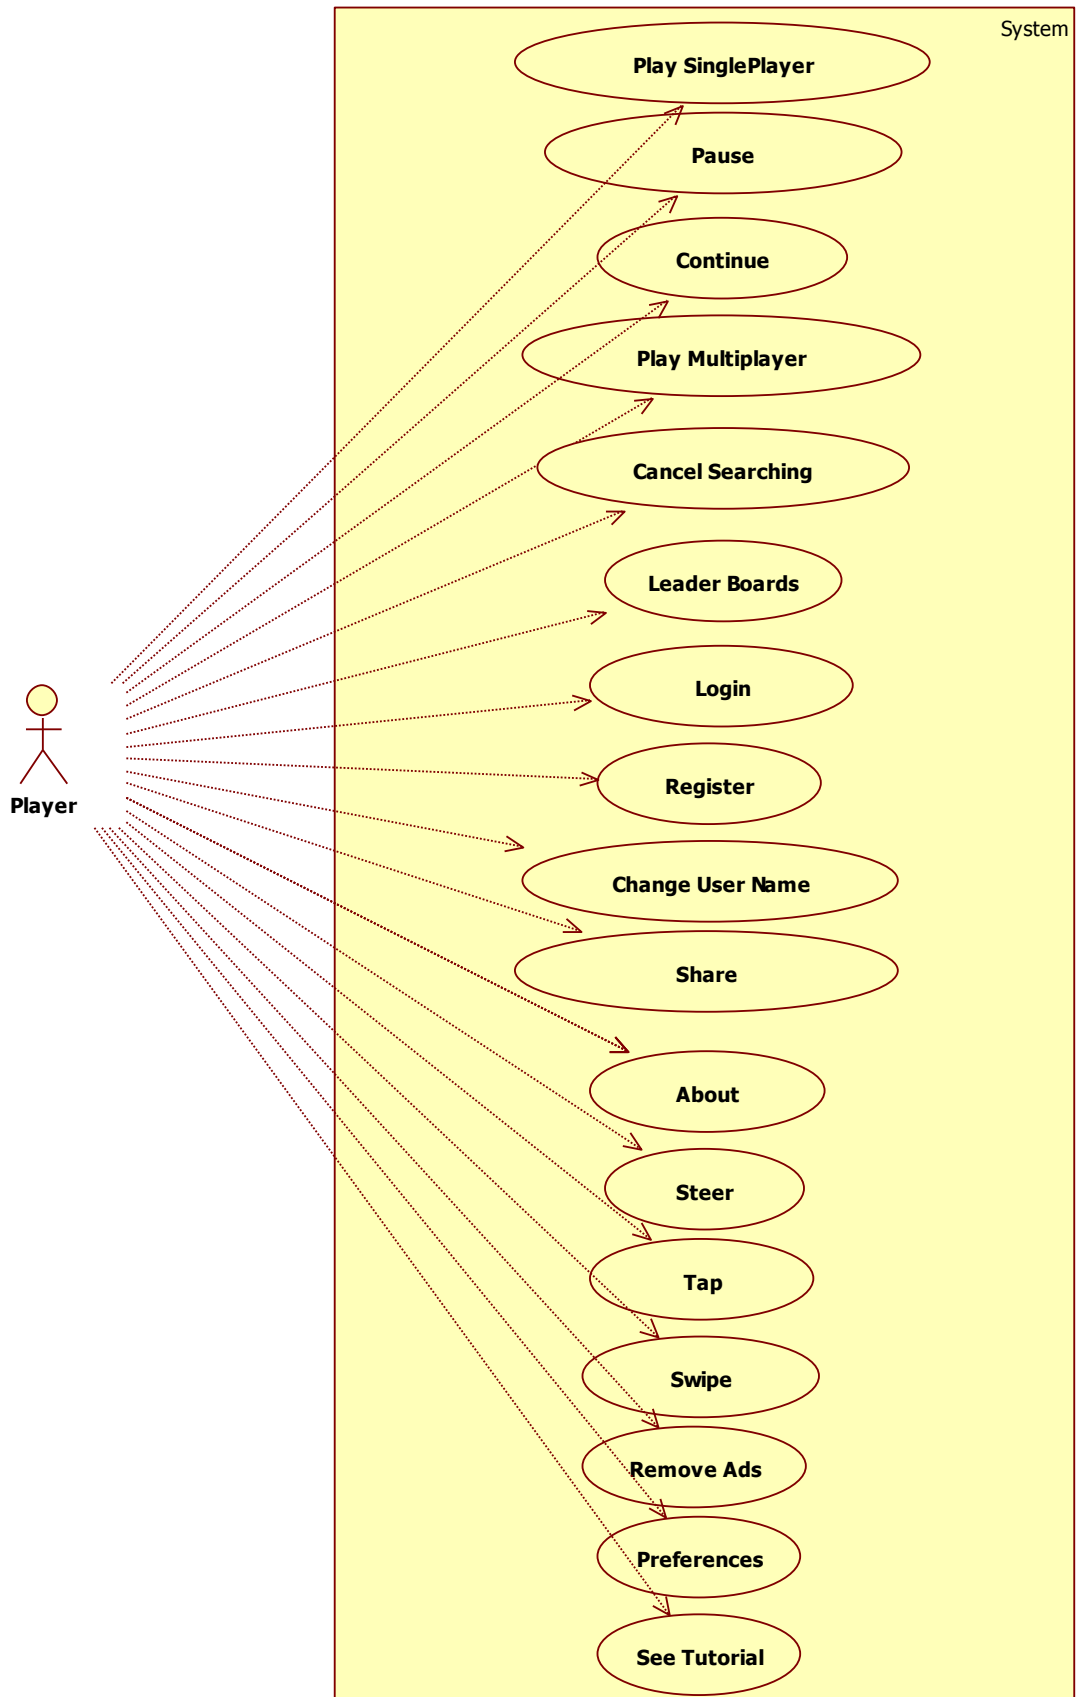 System
Play SinglePlayer
Pause
Continue
Play Multiplayer
Cancel Searching
Leader Boards
Login
Register
Player
Change User Name
Share
About
Steer
Tap
Swipe
Remove Ads
Preferences
See Tutorial